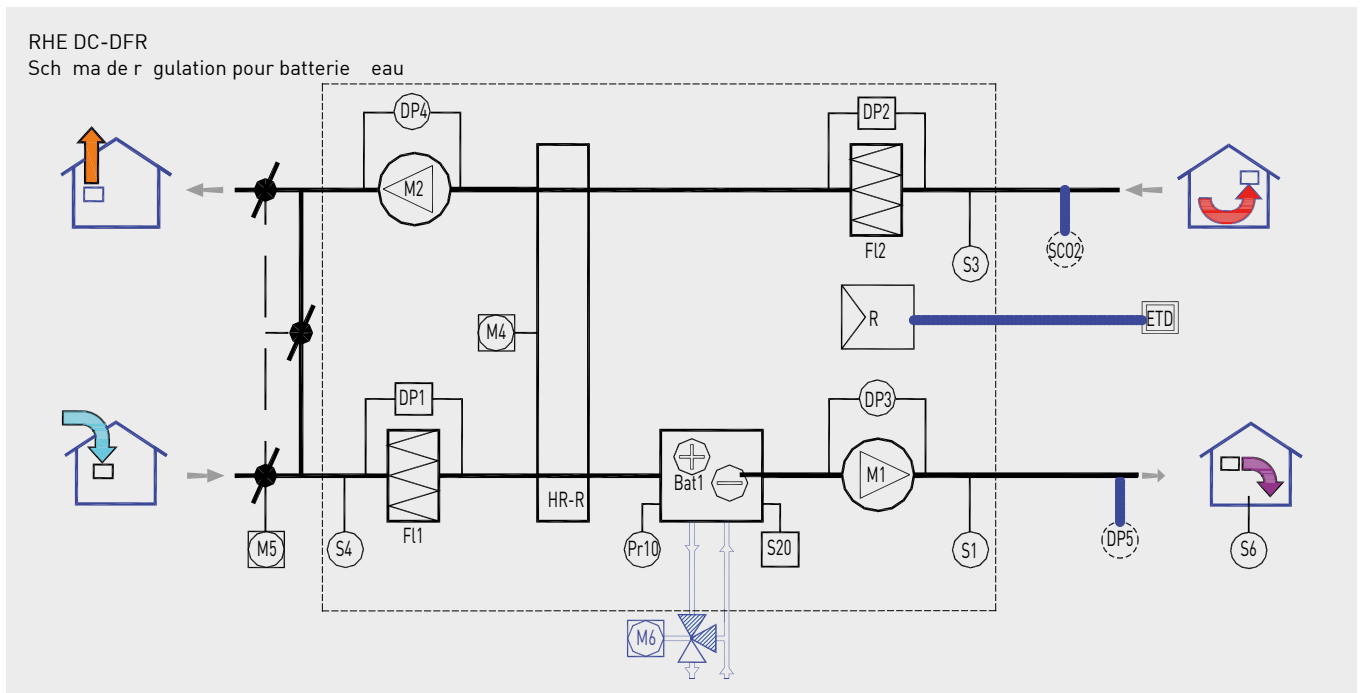 RHE DC-DFR
Sch ma de r gulation pour batterie eau
DP4
DP2
M2
Fl2
S3
SCO2
M4
R
ETD
DP1
DP3
HR-R
Bat1
M1
Fl1
M5
S4
Pr10
S20
S1
DP5
S6
M6